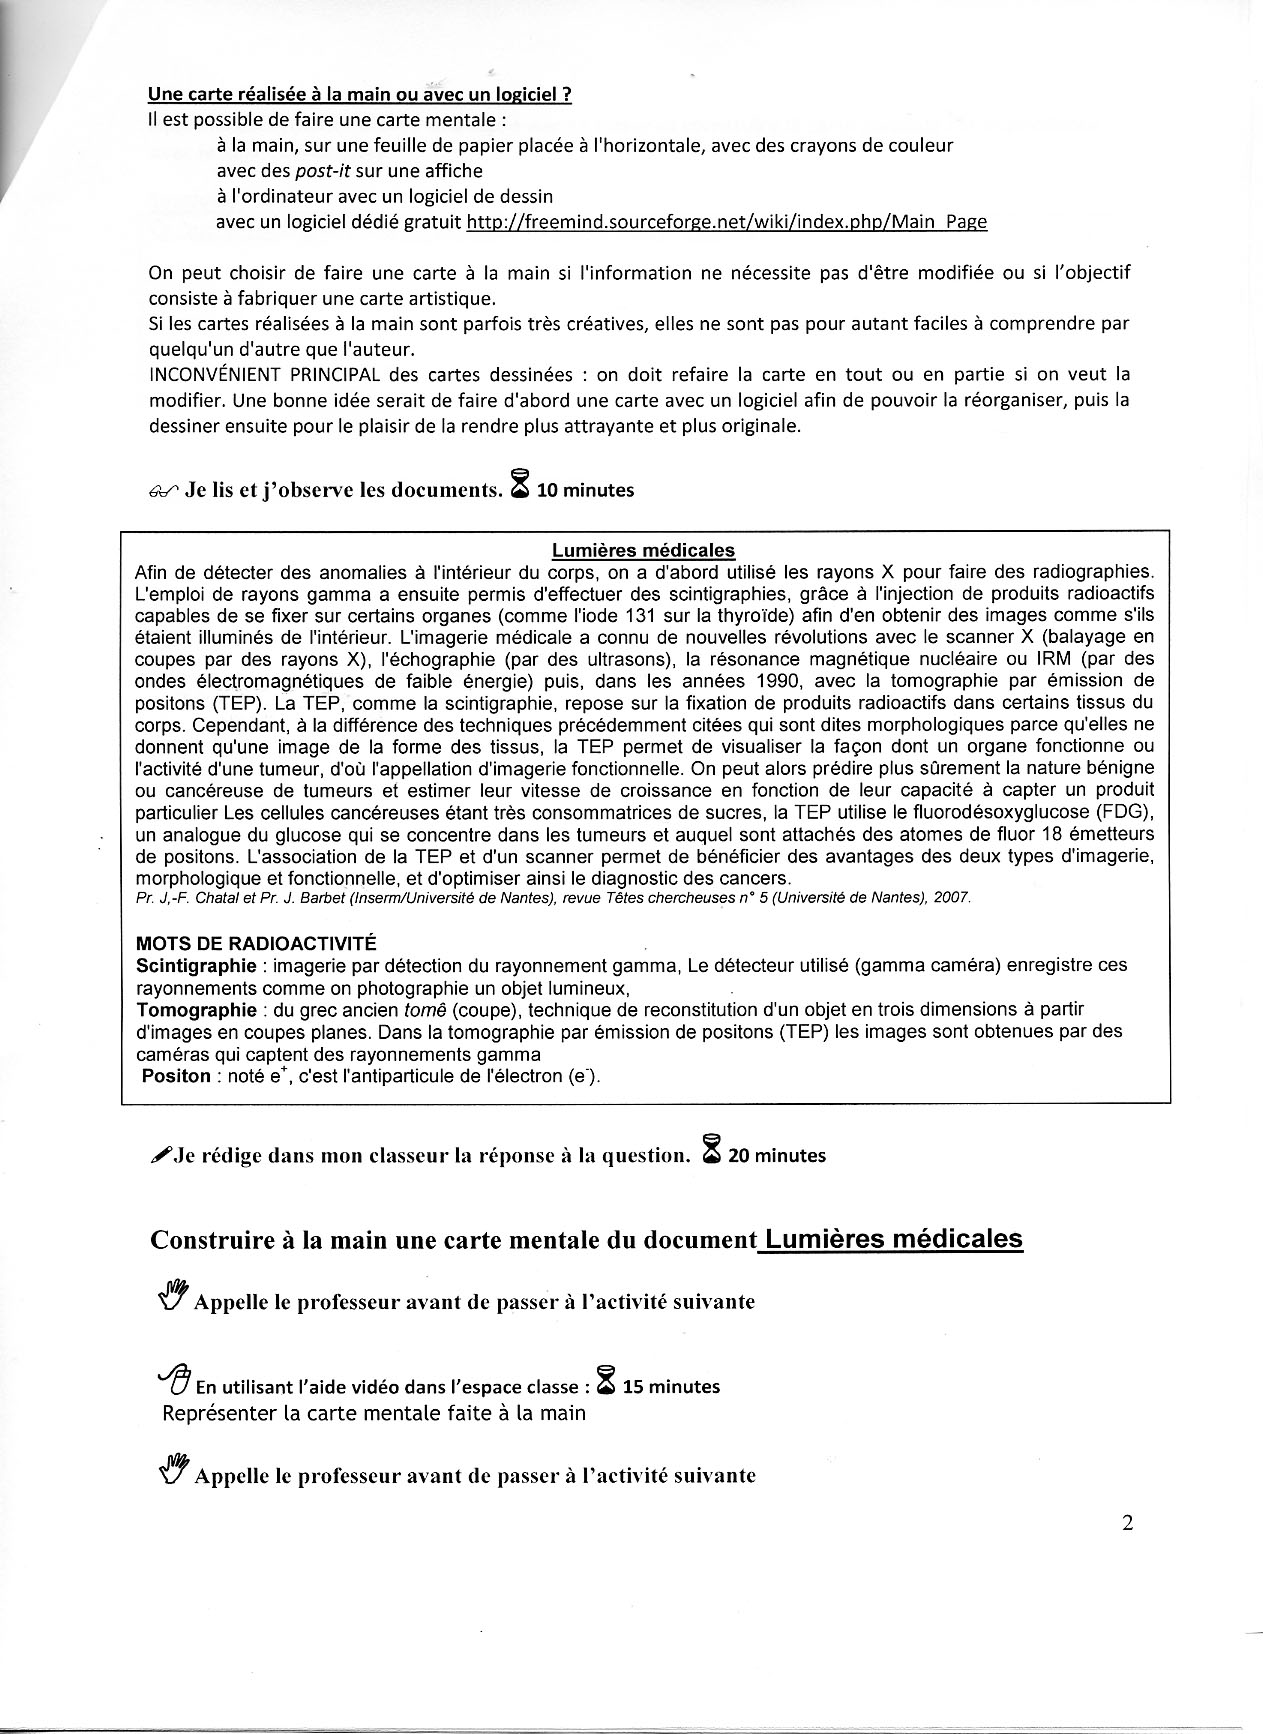 Une carte réalisée à la main ou avec un logiciel ?
Il est possible de faire une carte mentale :
à la main, sur une feuille de papier placée à l'horizontale, avec des crayons de couleur
avec des post-it sur une affiche
à l'ordinateur avec un logiciel de dessin
avec un logiciel dédié gratuit http://freemind.sourceforge.net/wiki/index.php/Main_Page
On peut choisir de faire une carte à la main si l'information ne nécessite pas d'être modifiée ou si l'objectif
consiste à fabriquer une carte artistique.
Si les cartes réalisées à la main sont parfois très créatives, elles ne sont pas pour autant faciles à comprendre par
quelqu'un d'autre que l'auteur.
INCONVÉNIENT PRINCIPAL des cartes dessinées : on doit refaire la carte en tout ou en partie si on veut la
modifier. Une bonne idée serait de faire d'abord une carte avec un logiciel afin de pouvoir la réorganiser, puis la
dessiner ensuite pour le plaisir de la rendre plus attrayante et plus originale.
Je lis et j'observe les documents. 10 minutes
Lumières médicales
Afin de détecter des anomalies à l'intérieur du corps, on a d'abord utilisé les rayons X pour faire des radiographies.
L'emploi de rayons gamma a ensuite permis d'effectuer des scintigraphies, grâce à l'injection de produits radioactifs
capables de se fixer sur certains organes (comme l'iode 131 sur la thyroïde) afin d'en obtenir des images comme s'ils
étaient illuminés de l'intérieur. L'imagerie médicale a connu de nouvelles révolutions avec le scanner X (balayage en
coupes par des rayons X), l'échographie (par des ultrasons), la résonance magnétique nucléaire ou IRM (par des
ondes électromagnétiques de faible énergie) puis, dans les années 1990, avec la tomographie par émission de
positons (TEP). La TEP, comme la scintigraphie, repose sur la fixation de produits radioactifs dans certains tissus du
corps. Cependant, à la différence des techniques précédemment citées qui sont dites morphologiques parce qu'elles ne
donnent qu'une image de la forme des tissus, la TEP permet de visualiser la façon dont un organe fonctionne ou
l'activité d'une tumeur, d'où l'appellation d'imagerie fonctionnelle. On peut alors prédire plus sûrement la nature bénigne
ou cancéreuse de tumeurs et estimer leur vitesse de croissance en fonction de leur capacité à capter un produit
particulier Les cellules cancéreuses étant très consommatrices de sucres, la TEP utilise le fluorodésoxyglucose (FDG),
un analogue du glucose qui se concentre dans les tumeurs et auquel sont attachés des atomes de fluor 18 émetteurs
de positons. L'association de la TEP et d'un scanner permet de bénéficier des avantages des deux types d'imagerie,
morphologique et fonctionnelle, et d'optimiser ainsi le diagnostic des cancers.
Pr. J,-F. Chatal et Pr. J. Barbet (Inserm/Université de Nantes), revue Têtes chercheuses n° 5 (Université de Nantes), 2007.
MOTS DE RADIOACTIVITÉ
Scintigraphie : imagerie par détection du rayonnement gamma, Le détecteur utilisé (gamma caméra) enregistre ces
rayonnements comme on photographie un objet lumineux,
Tomographie : du grec ancien tomê (coupe), technique de reconstitution d'un objet en trois dimensions à partir
d'images en coupes planes. Dans la tomographie par émission de positons (TEP) les images sont obtenues par des
caméras qui captent des rayonnements gamma
Positon : noté e⁺, c'est l'antiparticule de l'électron (e⁻).
Je rédige dans mon classeur la réponse à la question. 20 minutes
Construire à la main une carte mentale du document Lumières médicales
Appelle le professeur avant de passer à l'activité suivante
En utilisant l'aide vidéo dans l'espace classe : 15 minutes
Représenter la carte mentale faite à la main
Appelle le professeur avant de passer à l'activité suivante
2